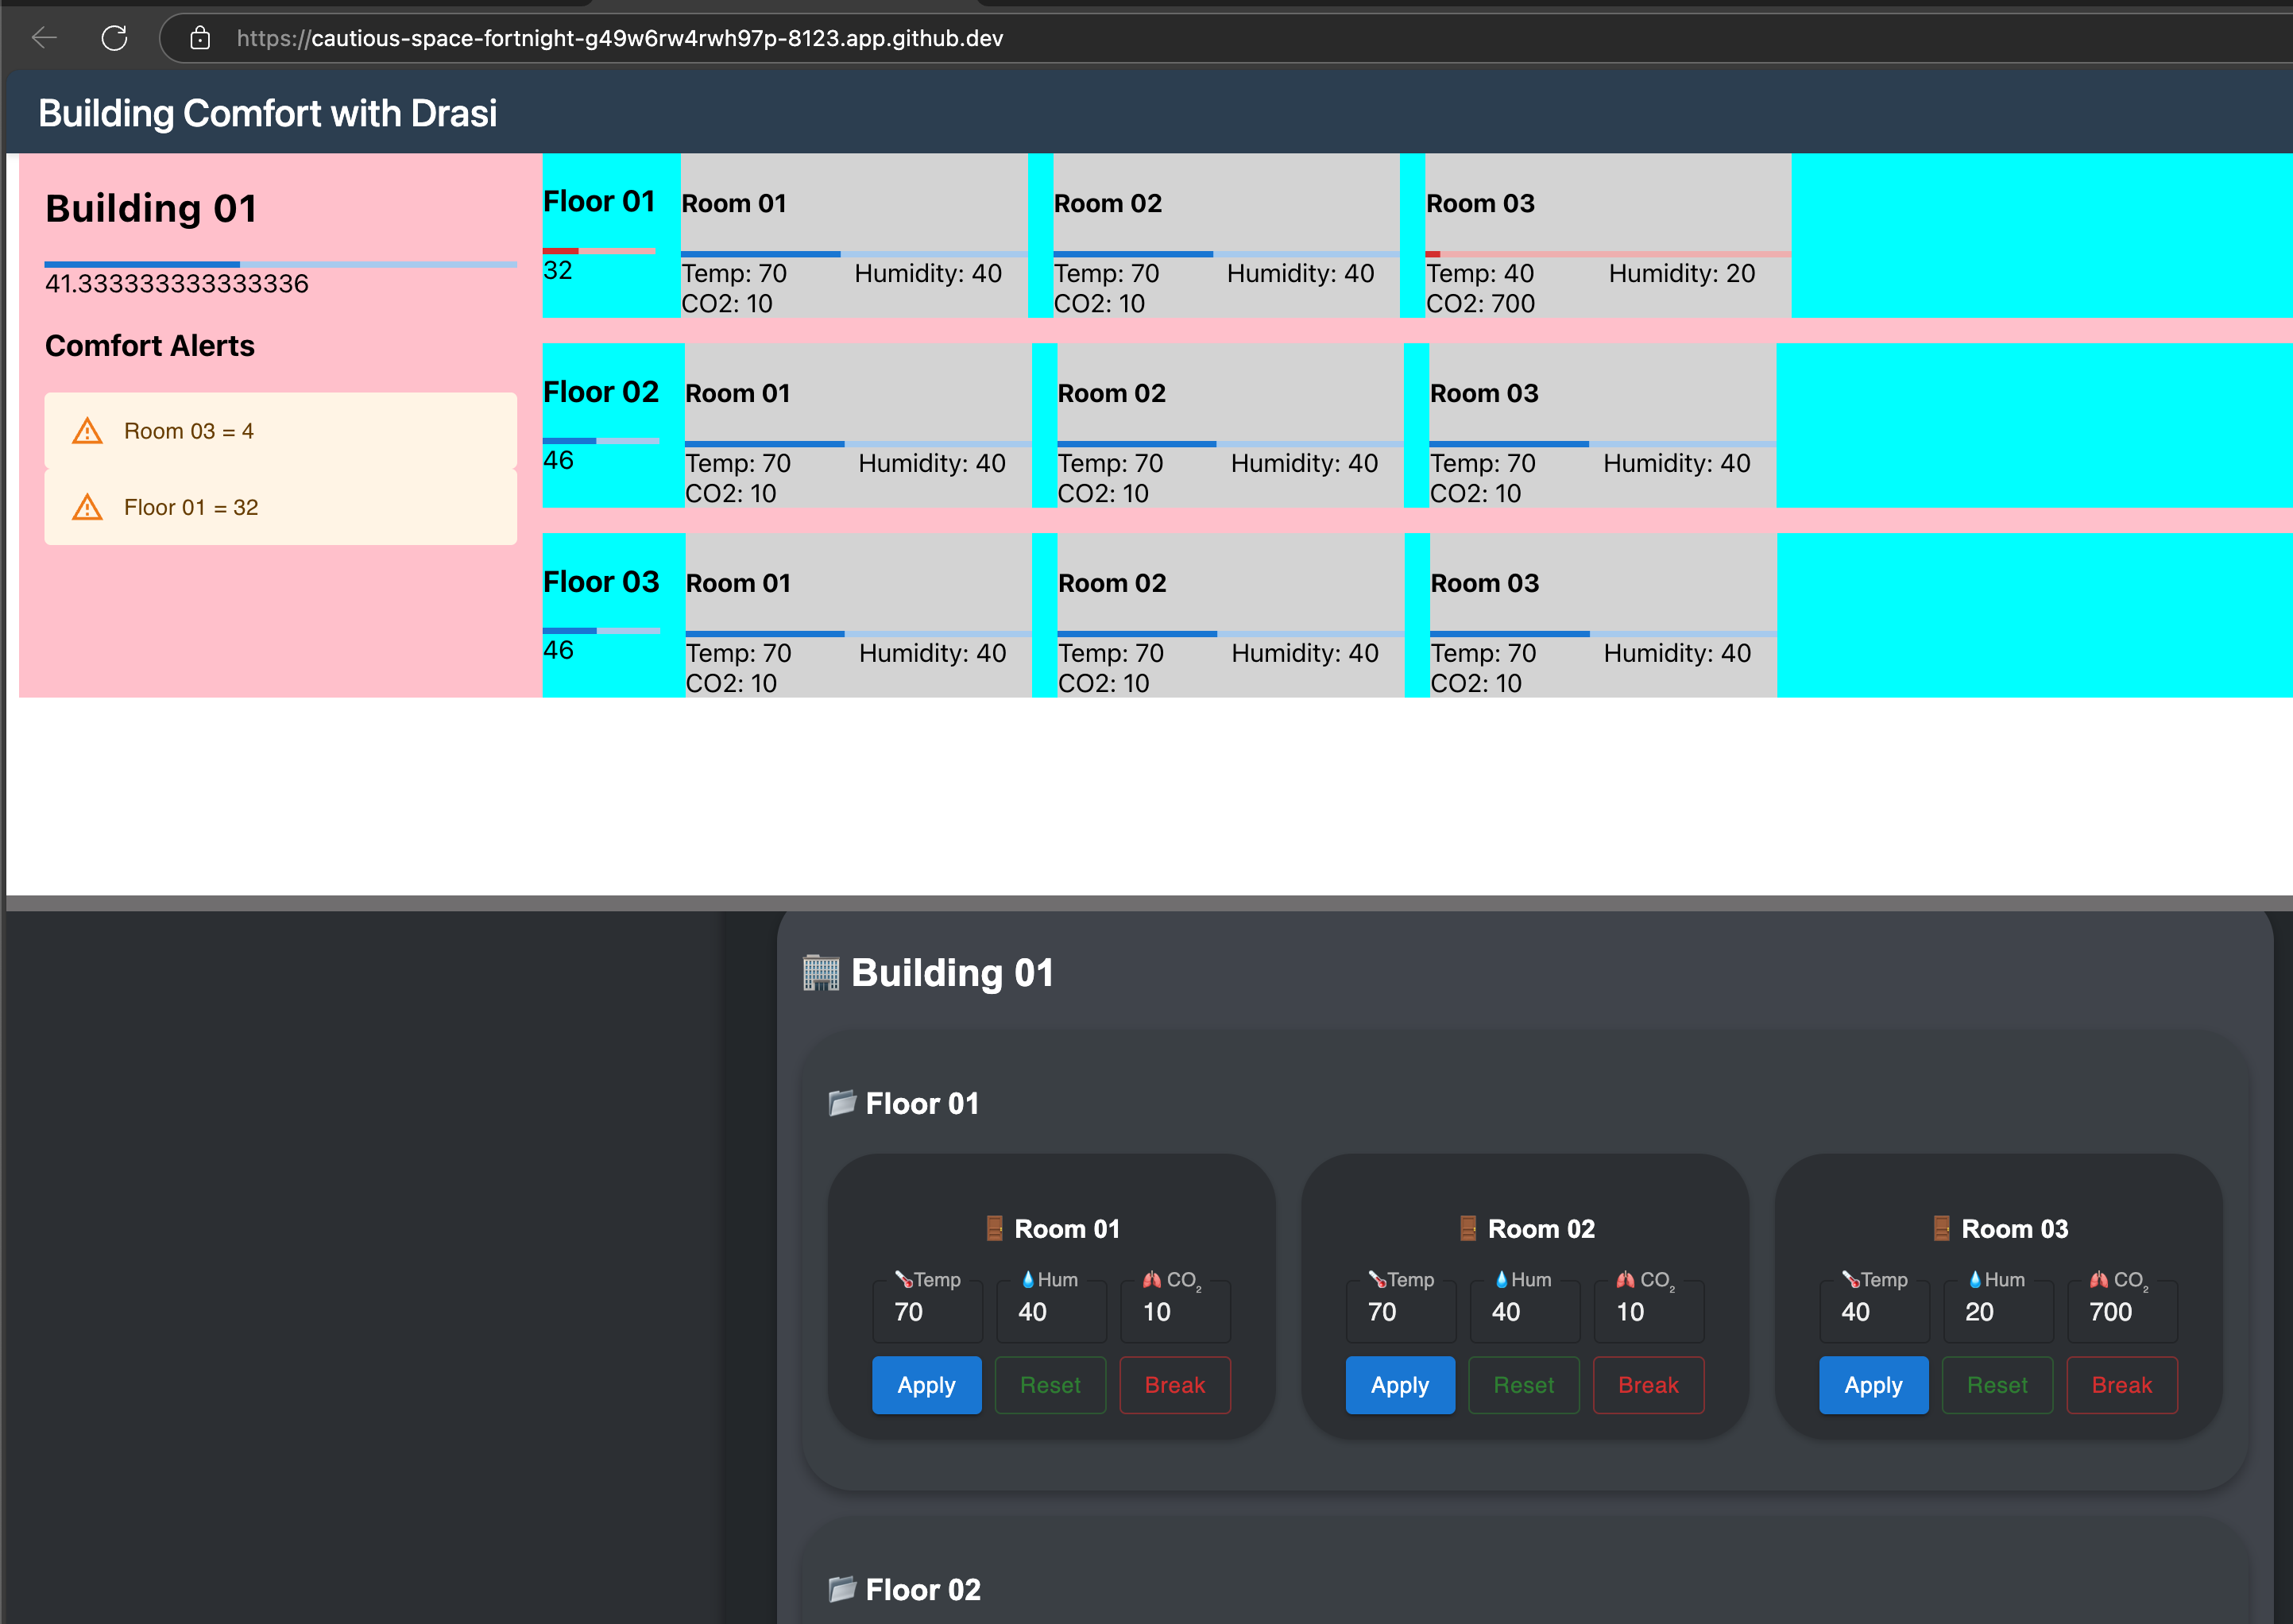 https://cautious-space-fortnight-g49w6rw4rwh97p-8123.app.github.dev
Building Comfort with Drasi
Building 01
41.333333333333336
Comfort Alerts
Room 03 = 4
Floor 01 = 32
Floor 01
32
Room 01
Temp: 70 Humidity: 40
CO2: 10
Room 02
Temp: 70 Humidity: 40
CO2: 10
Room 03
Temp: 40 Humidity: 20
CO2: 700
Floor 02
46
Room 01
Temp: 70 Humidity: 40
CO2: 10
Room 02
Temp: 70 Humidity: 40
CO2: 10
Room 03
Temp: 70 Humidity: 40
CO2: 10
Floor 03
46
Room 01
Temp: 70 Humidity: 40
CO2: 10
Room 02
Temp: 70 Humidity: 40
CO2: 10
Room 03
Temp: 70 Humidity: 40
CO2: 10
Building 01
Floor 01
Room 01
Temp Hum CO₂
70 40 10
Apply Reset Break
Room 02
Temp Hum CO₂
70 40 10
Apply Reset Break
Room 03
Temp Hum CO₂
40 20 700
Apply Reset Break
Floor 02